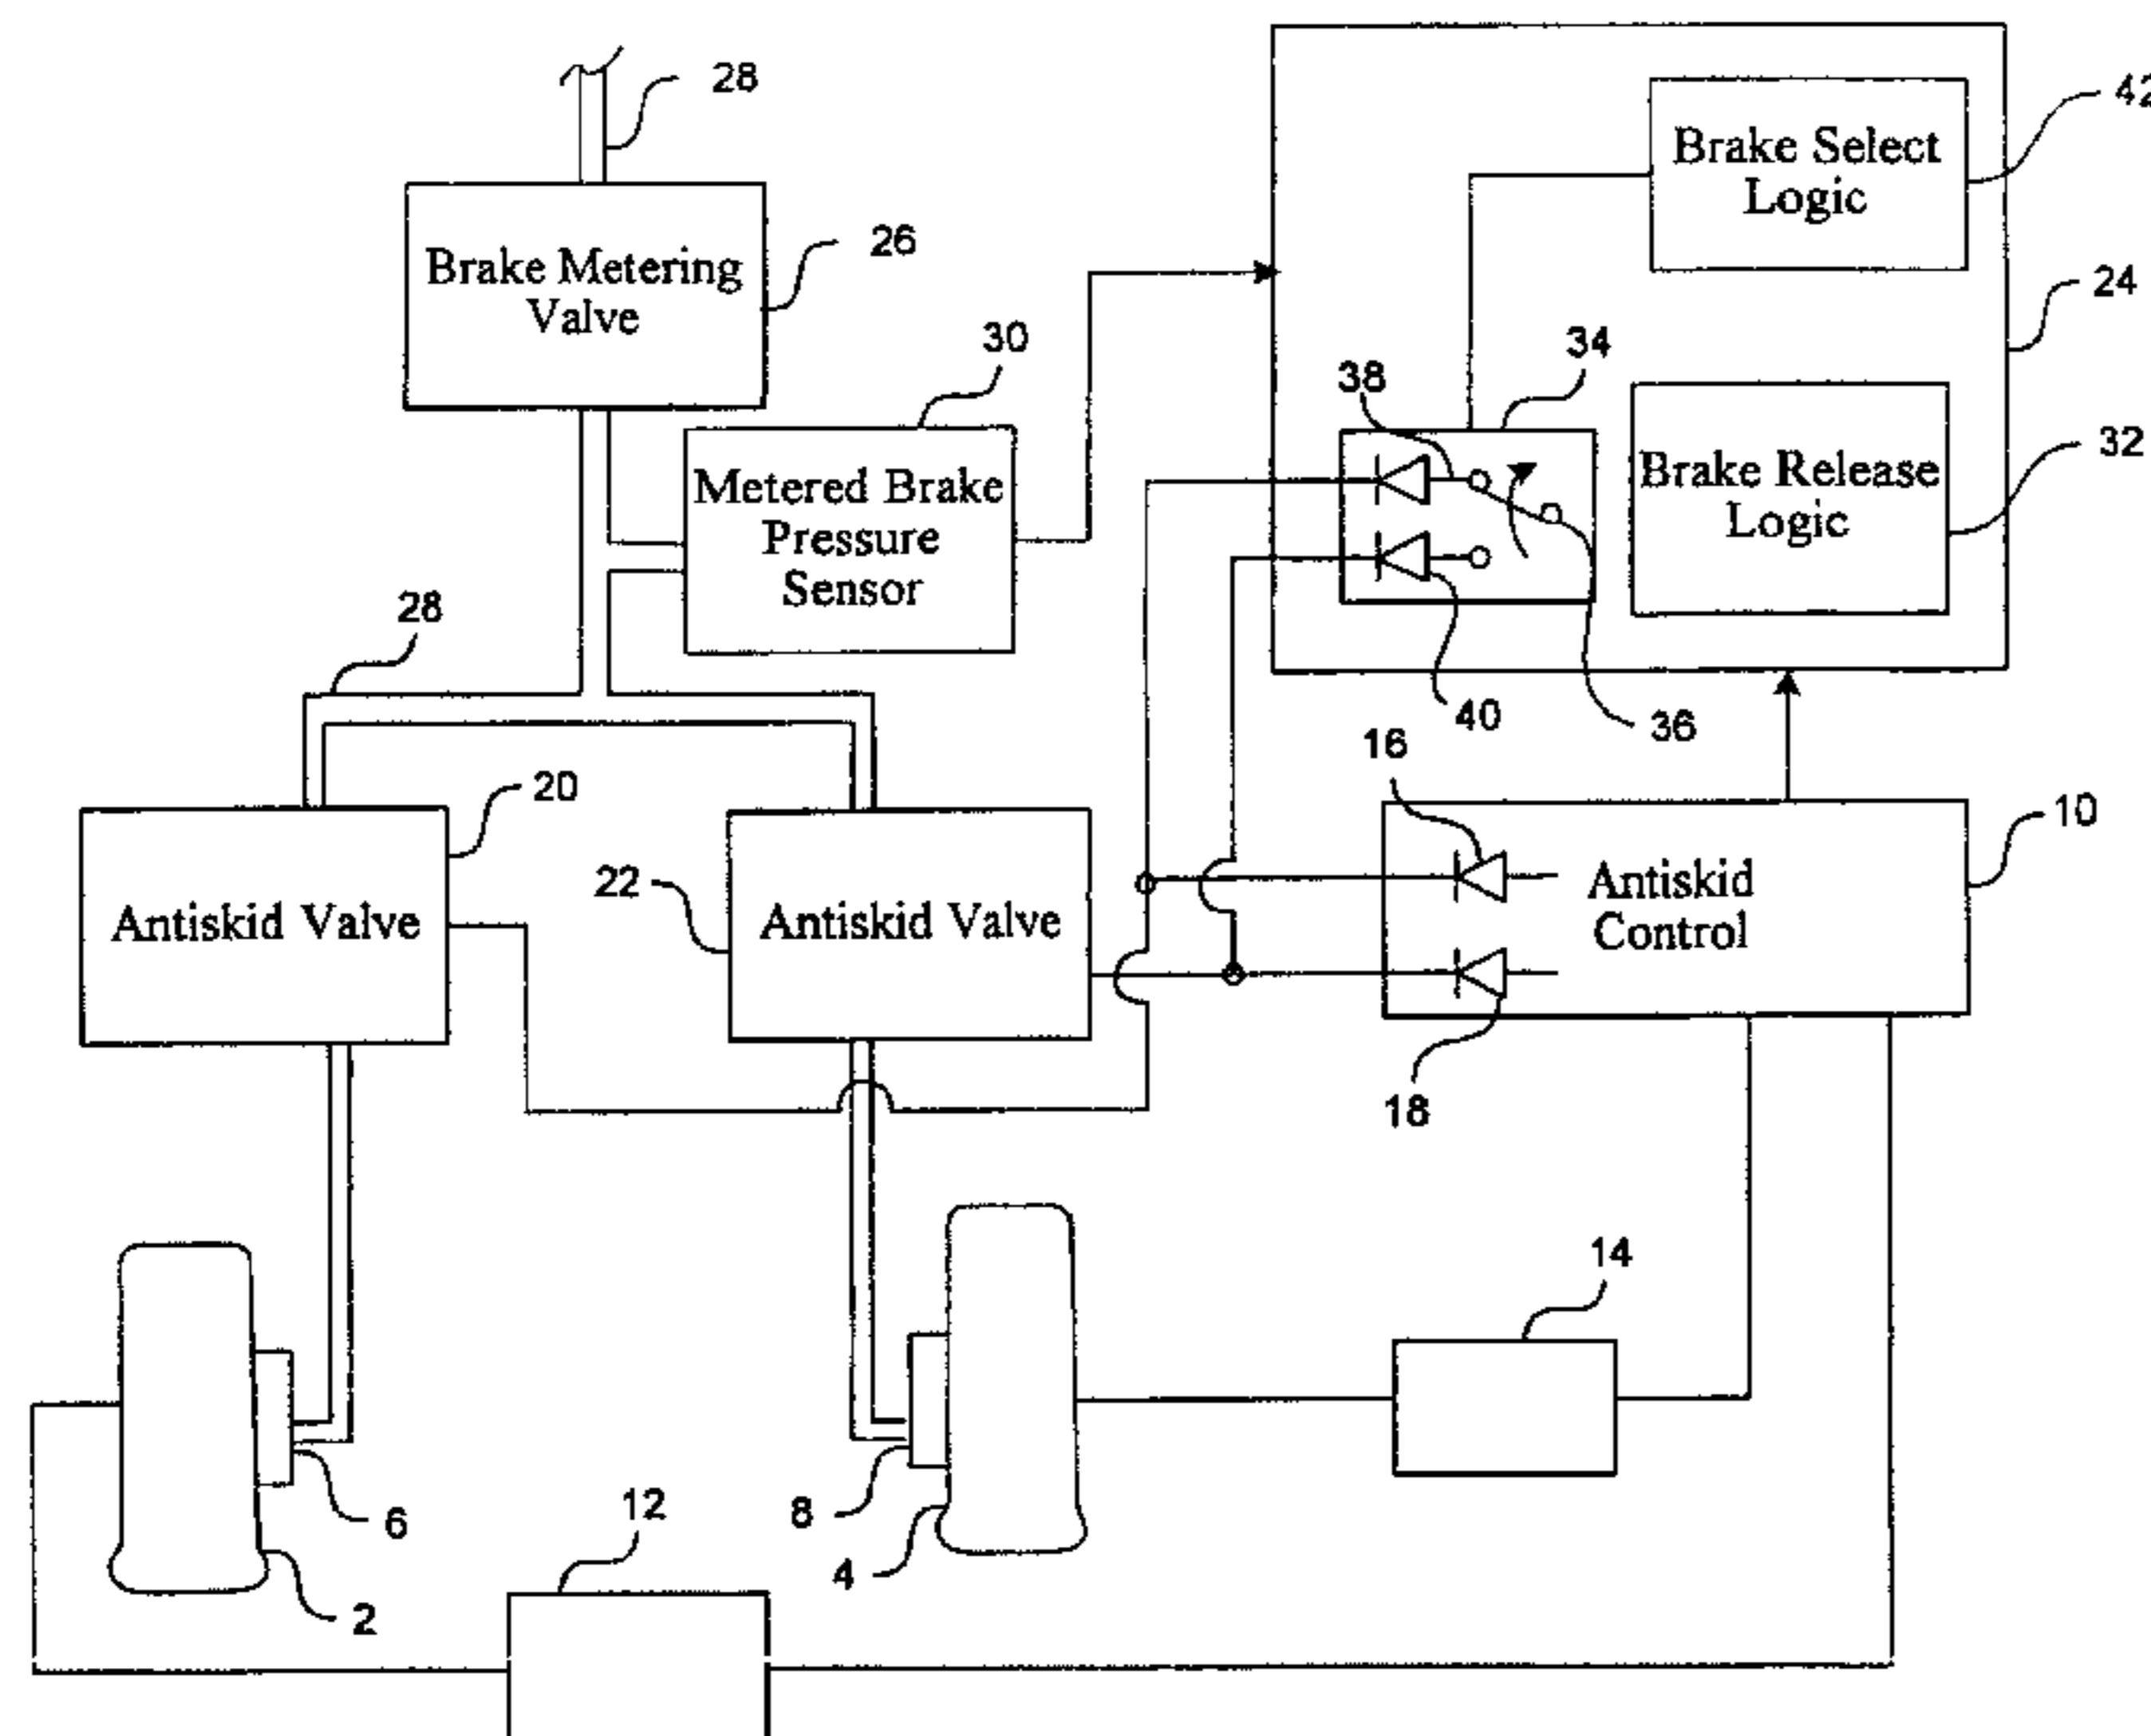 28
42
Brake Select
Logic
26
Brake Metering
Valve
24
30
34
38
Metered Brake
Pressure
Sensor
32
Brake Release
Logic
28
40
36
16
20
10
22
Antiskid Valve
Antiskid Valve
Antiskid
Control
18
14
6
12
8
4
2